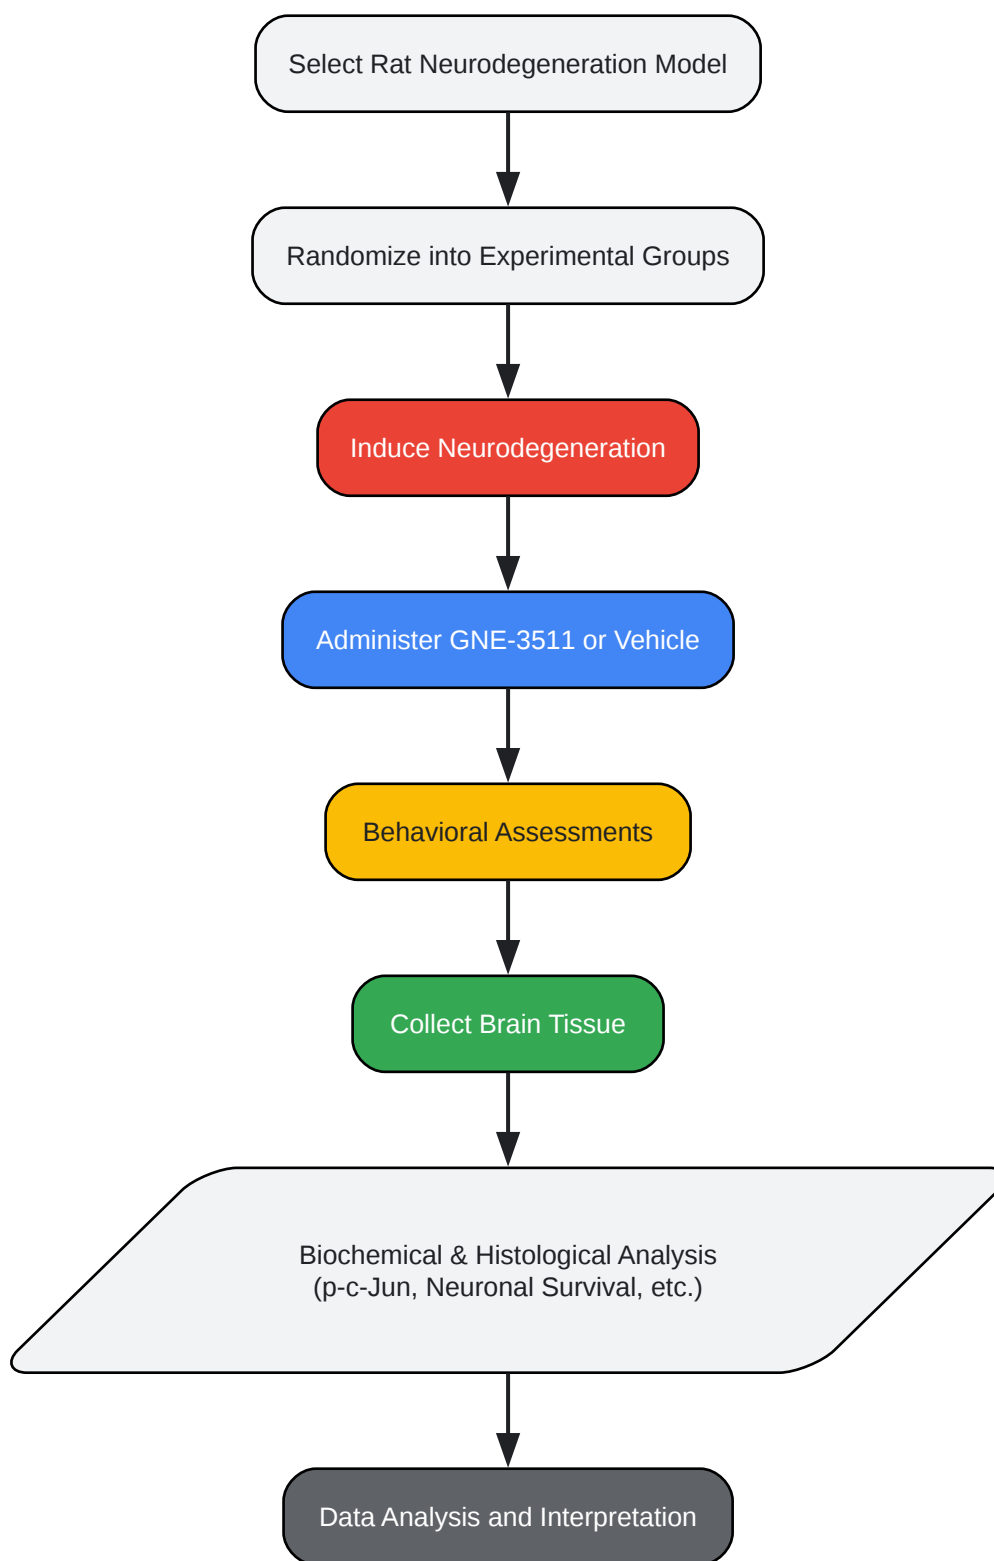 Select Rat Neurodegeneration Model
Randomize into Experimental Groups
Induce Neurodegeneration
Administer GNE-3511 or Vehicle
Behavioral Assessments
Collect Brain Tissue
Biochemical & Histological Analysis
(p-c-Jun, Neuronal Survival, etc.)
Data Analysis and Interpretation